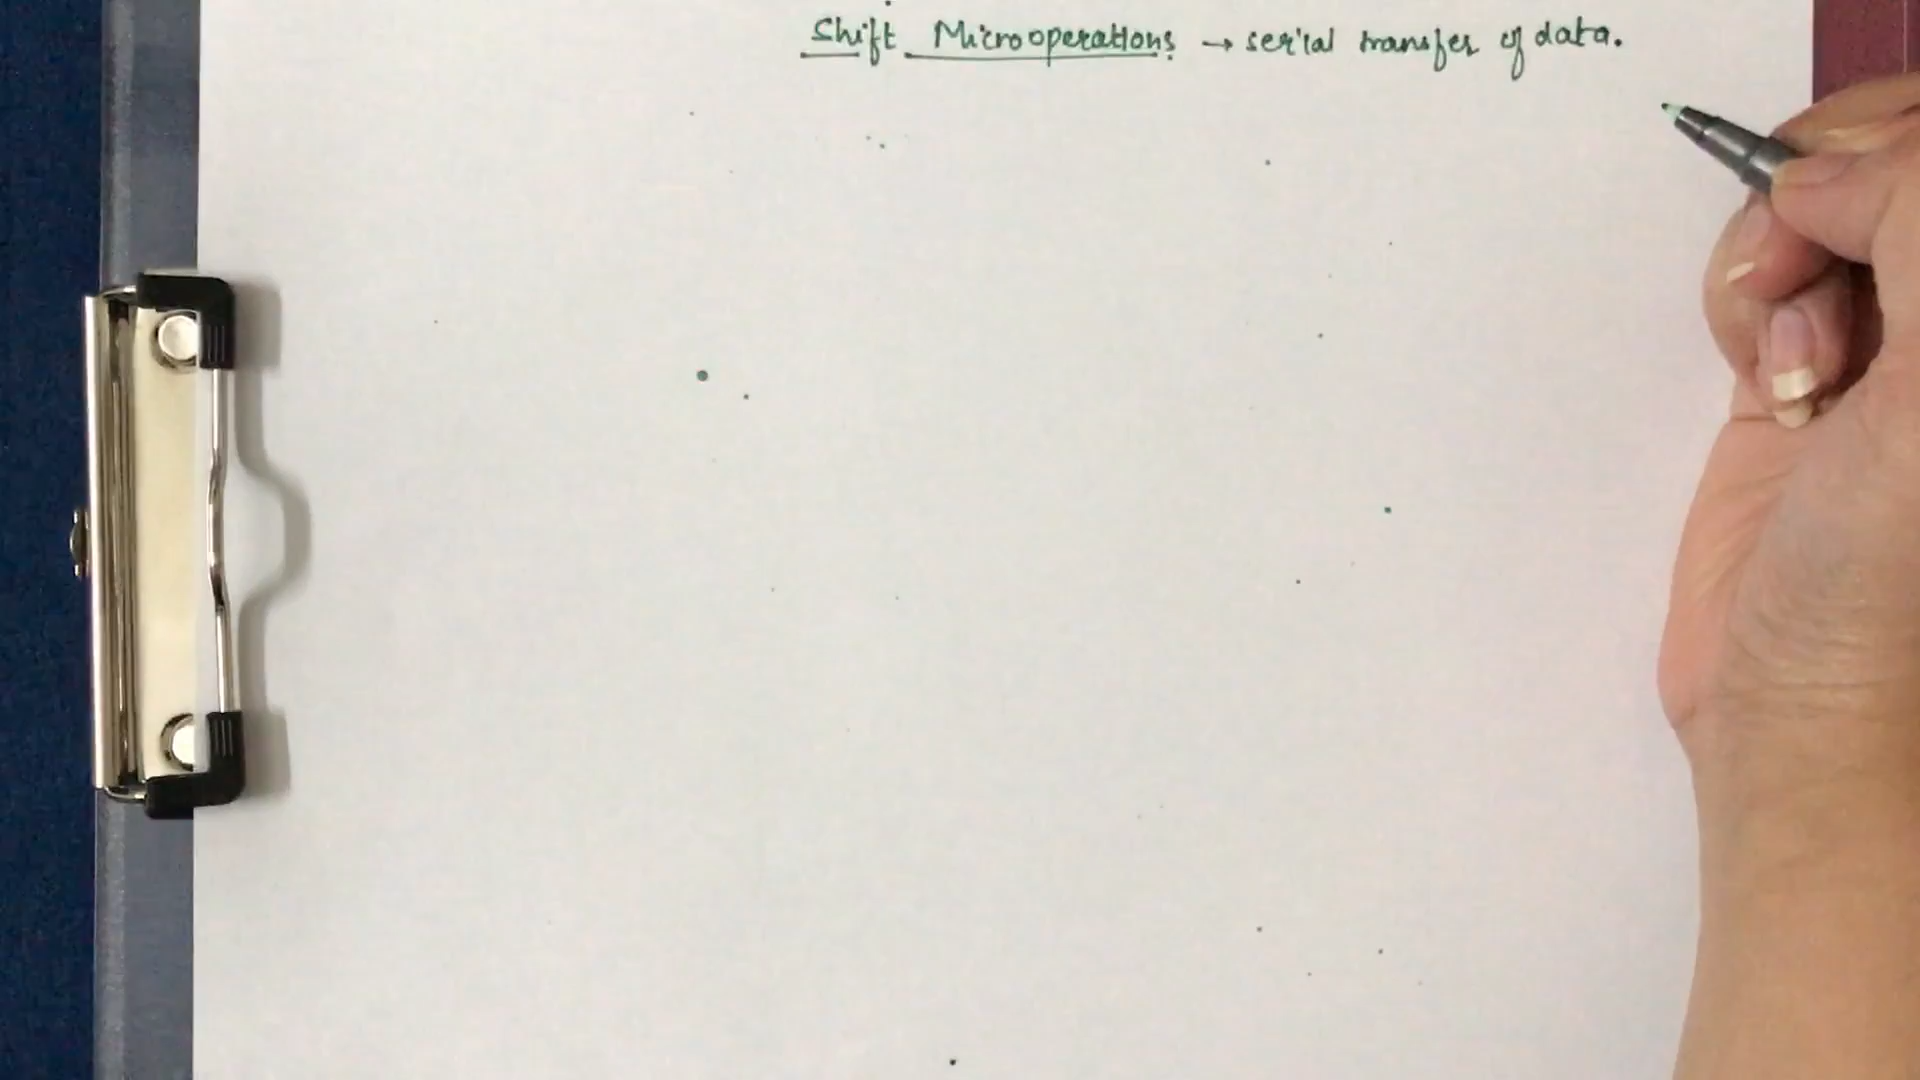 Shift Microoperations → serial transfer of data.